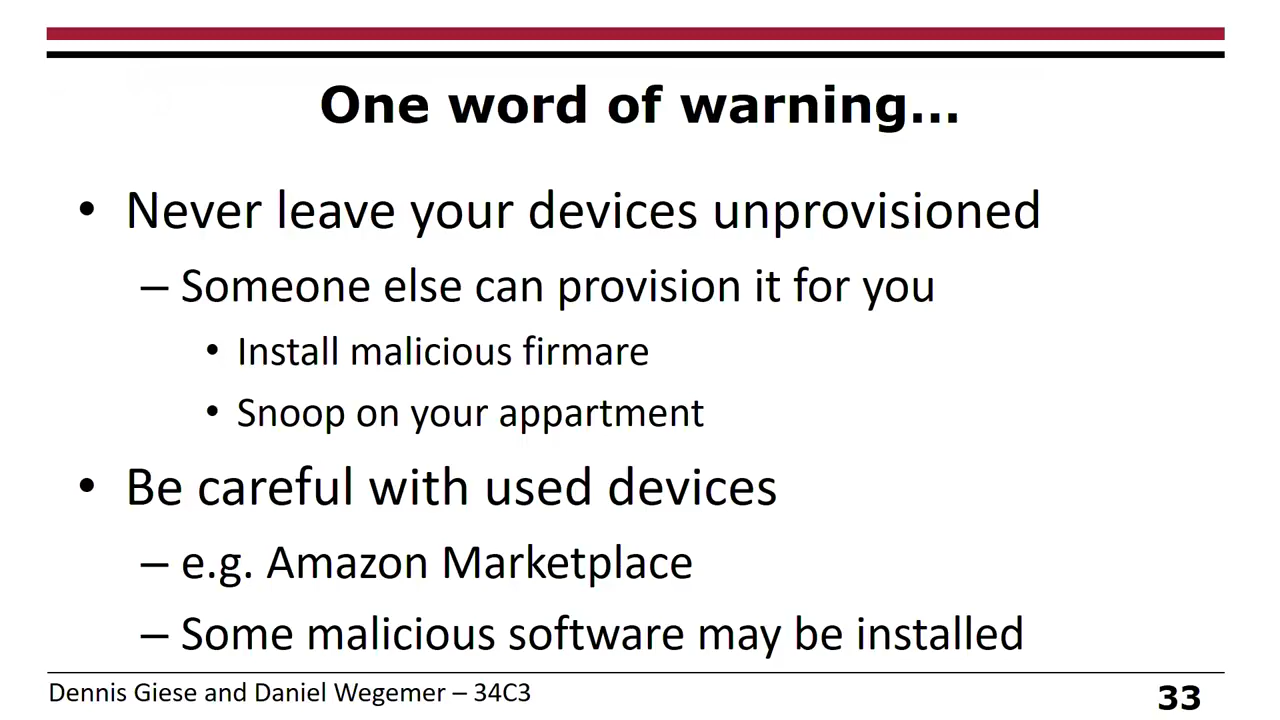 One word of warning...
• Never leave your devices unprovisioned
– Someone else can provision it for you
• Install malicious firmare
• Snoop on your appartment
• Be careful with used devices
– e.g. Amazon Marketplace
– Some malicious software may be installed
Dennis Giese and Daniel Wegemer – 34C3
33